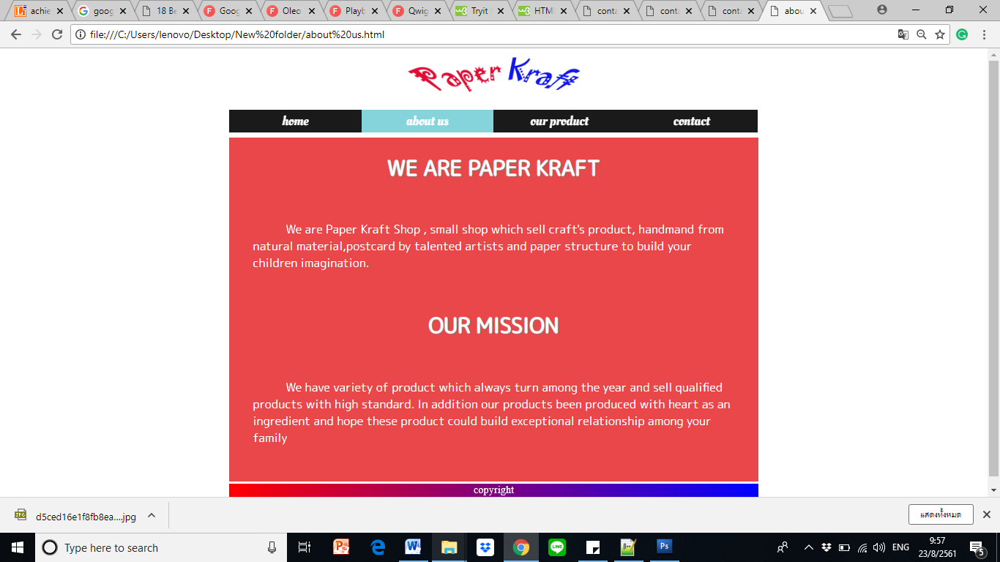 achie
goog
18 Be
Goog
Oleo
Playb
Qwig
Tryit
HTM
conta
conta
conta
abou
file:///C:/Users/lenovo/Desktop/New%20folder/about%20us.html
Paper Kraft
home about us our product contact
WE ARE PAPER KRAFT
We are Paper Kraft Shop , small shop which sell craft's product, handmand from
natural material,postcard by talented artists and paper structure to build your
children imagination.
OUR MISSION
We have variety of product which always turn among the year and sell qualified
products with high standard. In addition our products been produced with heart as an
ingredient and hope these product could build exceptional relationship among your
family
copyright
d5ced16e1f8fb8ea....jpg
แสดงทั้งหมด
Type here to search
ENG
9:57
23/8/2561
5